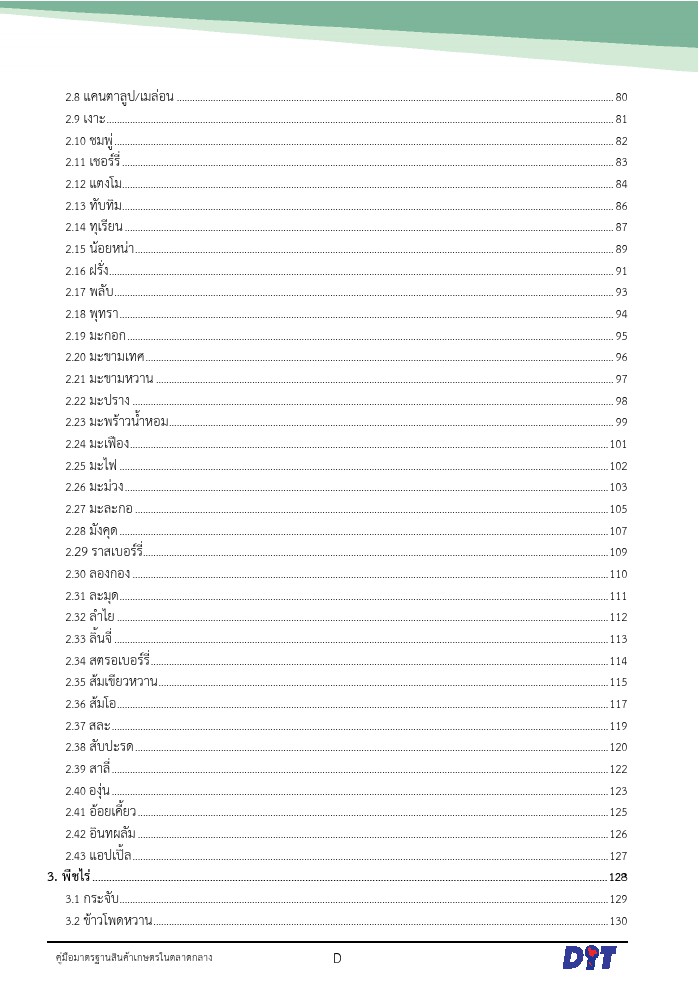 2.8 แคนตาลูป/เมล่อน ........ 80
2.9 เงาะ ........ 81
2.10 ชมพู่ ........ 82
2.11 เชอร์รี่ ........ 83
2.12 แตงโม ........ 84
2.13 ทับทิม ........ 86
2.14 ทุเรียน ........ 87
2.15 น้อยหน่า ........ 89
2.16 ฝรั่ง ........ 91
2.17 พลับ ........ 93
2.18 พุทรา ........ 94
2.19 มะกอก ........ 95
2.20 มะขามเทศ ........ 96
2.21 มะขามหวาน ........ 97
2.22 มะปราง ........ 98
2.23 มะพร้าวน้ำหอม ........ 99
2.24 มะเฟือง ........ 101
2.25 มะไฟ ........ 102
2.26 มะม่วง ........ 103
2.27 มะละกอ ........ 105
2.28 มังคุด ........ 107
2.29 ราสเบอร์รี่ ........ 109
2.30 ลองกอง ........ 110
2.31 ละมุด ........ 111
2.32 ลำไย ........ 112
2.33 ลิ้นจี่ ........ 113
2.34 สตรอเบอร์รี่ ........ 114
2.35 ส้มเขียวหวาน ........ 115
2.36 ส้มโอ ........ 117
2.37 สละ ........ 119
2.38 สับปะรด ........ 120
2.39 สาลี่ ........ 122
2.40 องุ่น ........ 123
2.41 อ้อยเคี้ยว ........ 125
2.42 อินทผลัม ........ 126
2.43 แอปเปิ้ล ........ 127
3. พืชไร่ ........ 128
3.1 กระจับ ........ 129
3.2 ข้าวโพดหวาน ........ 130
คู่มือมาตรฐานสินค้าเกษตรในตลาดกลาง D DIT